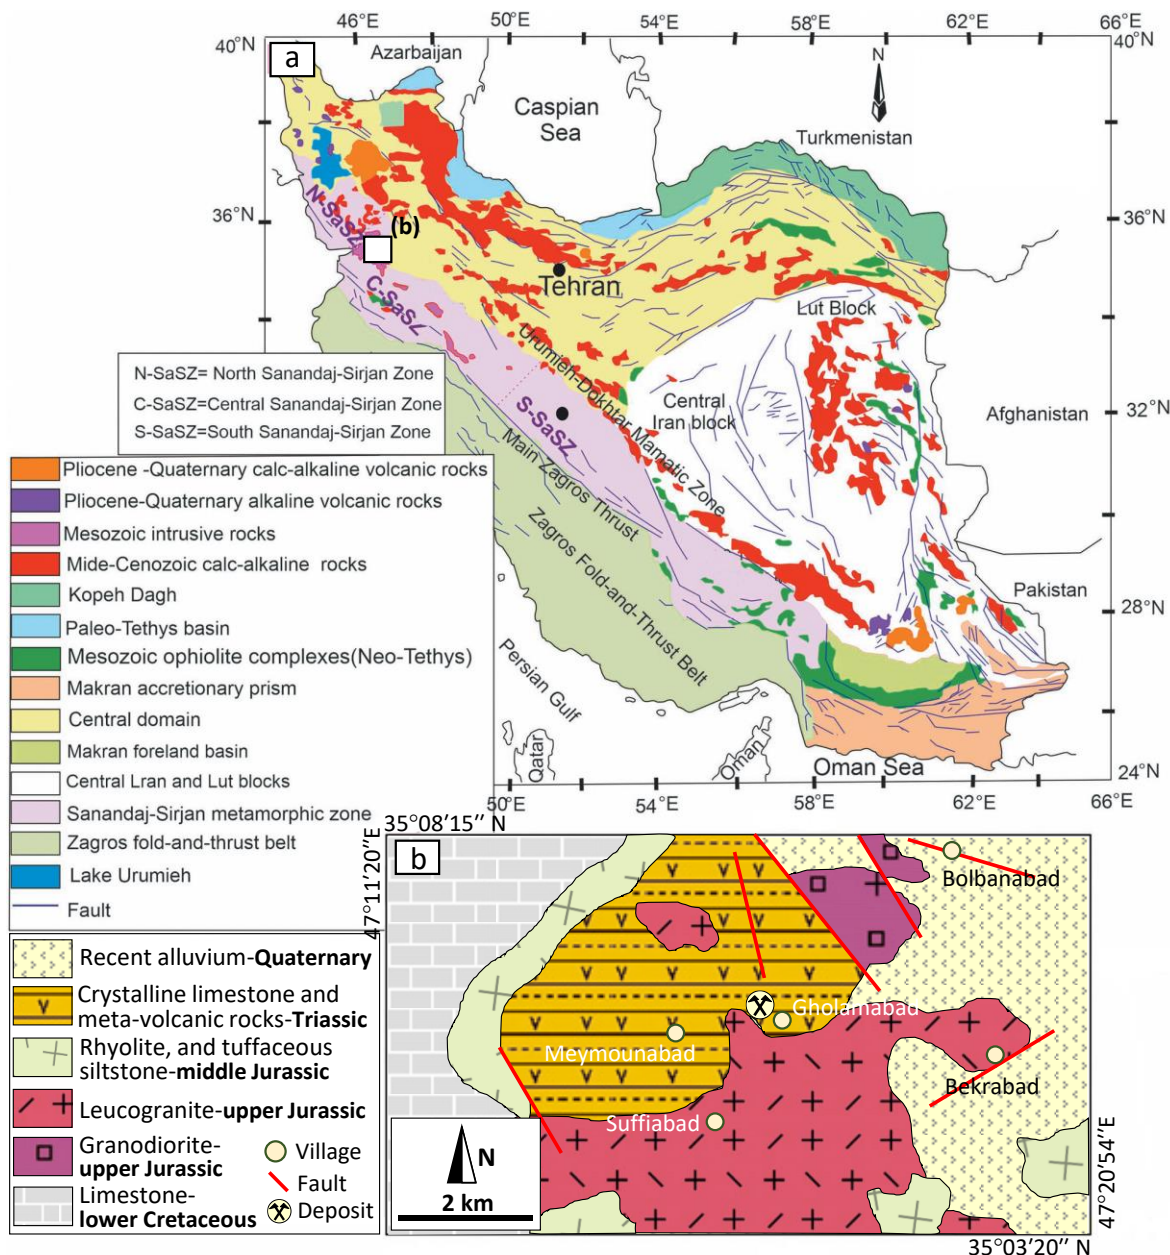 46°E 50°E 54°E 58°E 62°E 66°E
40°N
a
Azarbaijan
40°N
N
Caspian
Sea
Turkmenistan
36°N
36°N
N-SaSZ
(b)
Tehran
C-SaSZ
Lut Block
Urumieh-Dokhtar Mamatic Zone
N-SaSZ= North Sanandaj-Sirjan Zone
C-SaSZ=Central Sanandaj-Sirjan Zone
S-SaSZ=South Sanandaj-Sirjan Zone
S-SaSZ
Central
Iran block
Afghanistan
32°N
Main Zagros Thrust
Zagros Fold-and-Thrust Belt
Pakistan
28°N
Persian Gulf
Qatar
Oman
Oman Sea
24°N
50°E 54°E 58°E 62°E 66°E
Pliocene -Quaternary calc-alkaline volcanic rocks
Pliocene-Quaternary alkaline volcanic rocks
Mesozoic intrusive rocks
Mide-Cenozoic calc-alkaline rocks
Kopeh Dagh
Paleo-Tethys basin
Mesozoic ophiolite complexes(Neo-Tethys)
Makran accretionary prism
Central domain
Makran foreland basin
Central Lran and Lut blocks
Sanandaj-Sirjan metamorphic zone
Zagros fold-and-thrust belt
Lake Urumieh
Fault
35°08'15'' N
47°11'20''E
b
Bolbanabad
Gholamabad
Meymounabad
Bekrabad
Suffiabad
N
2 km
47°20'54''E
35°03'20'' N
Recent alluvium-Quaternary
Crystalline limestone and
meta-volcanic rocks-Triassic
Rhyolite, and tuffaceous
siltstone-middle Jurassic
Leucogranite-upper Jurassic
Granodiorite-
upper Jurassic
Limestone-
lower Cretaceous
Village
Fault
Deposit